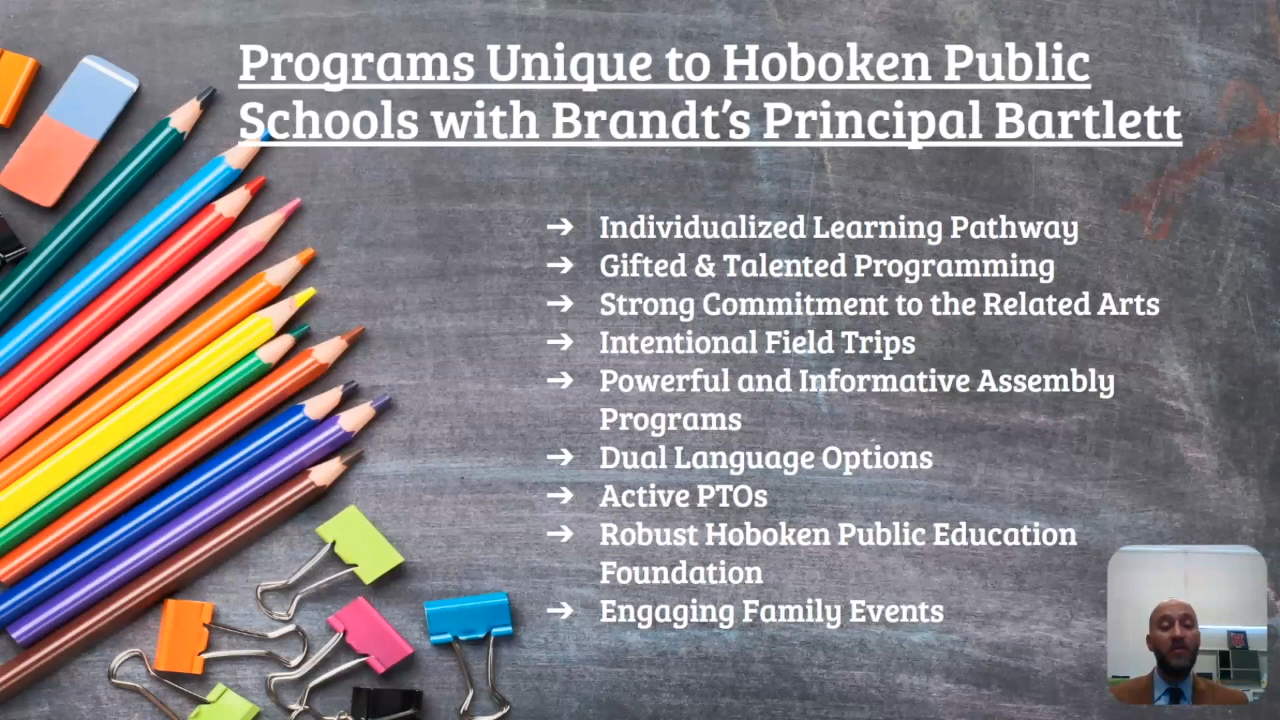 Programs Unique to Hoboken Public
Schools with Brandt's Principal Bartlett
➔ Individualized Learning Pathway
➔ Gifted & Talented Programming
➔ Strong Commitment to the Related Arts
➔ Intentional Field Trips
➔ Powerful and Informative Assembly
Programs
➔ Dual Language Options
➔ Active PTOs
➔ Robust Hoboken Public Education
Foundation
➔ Engaging Family Events